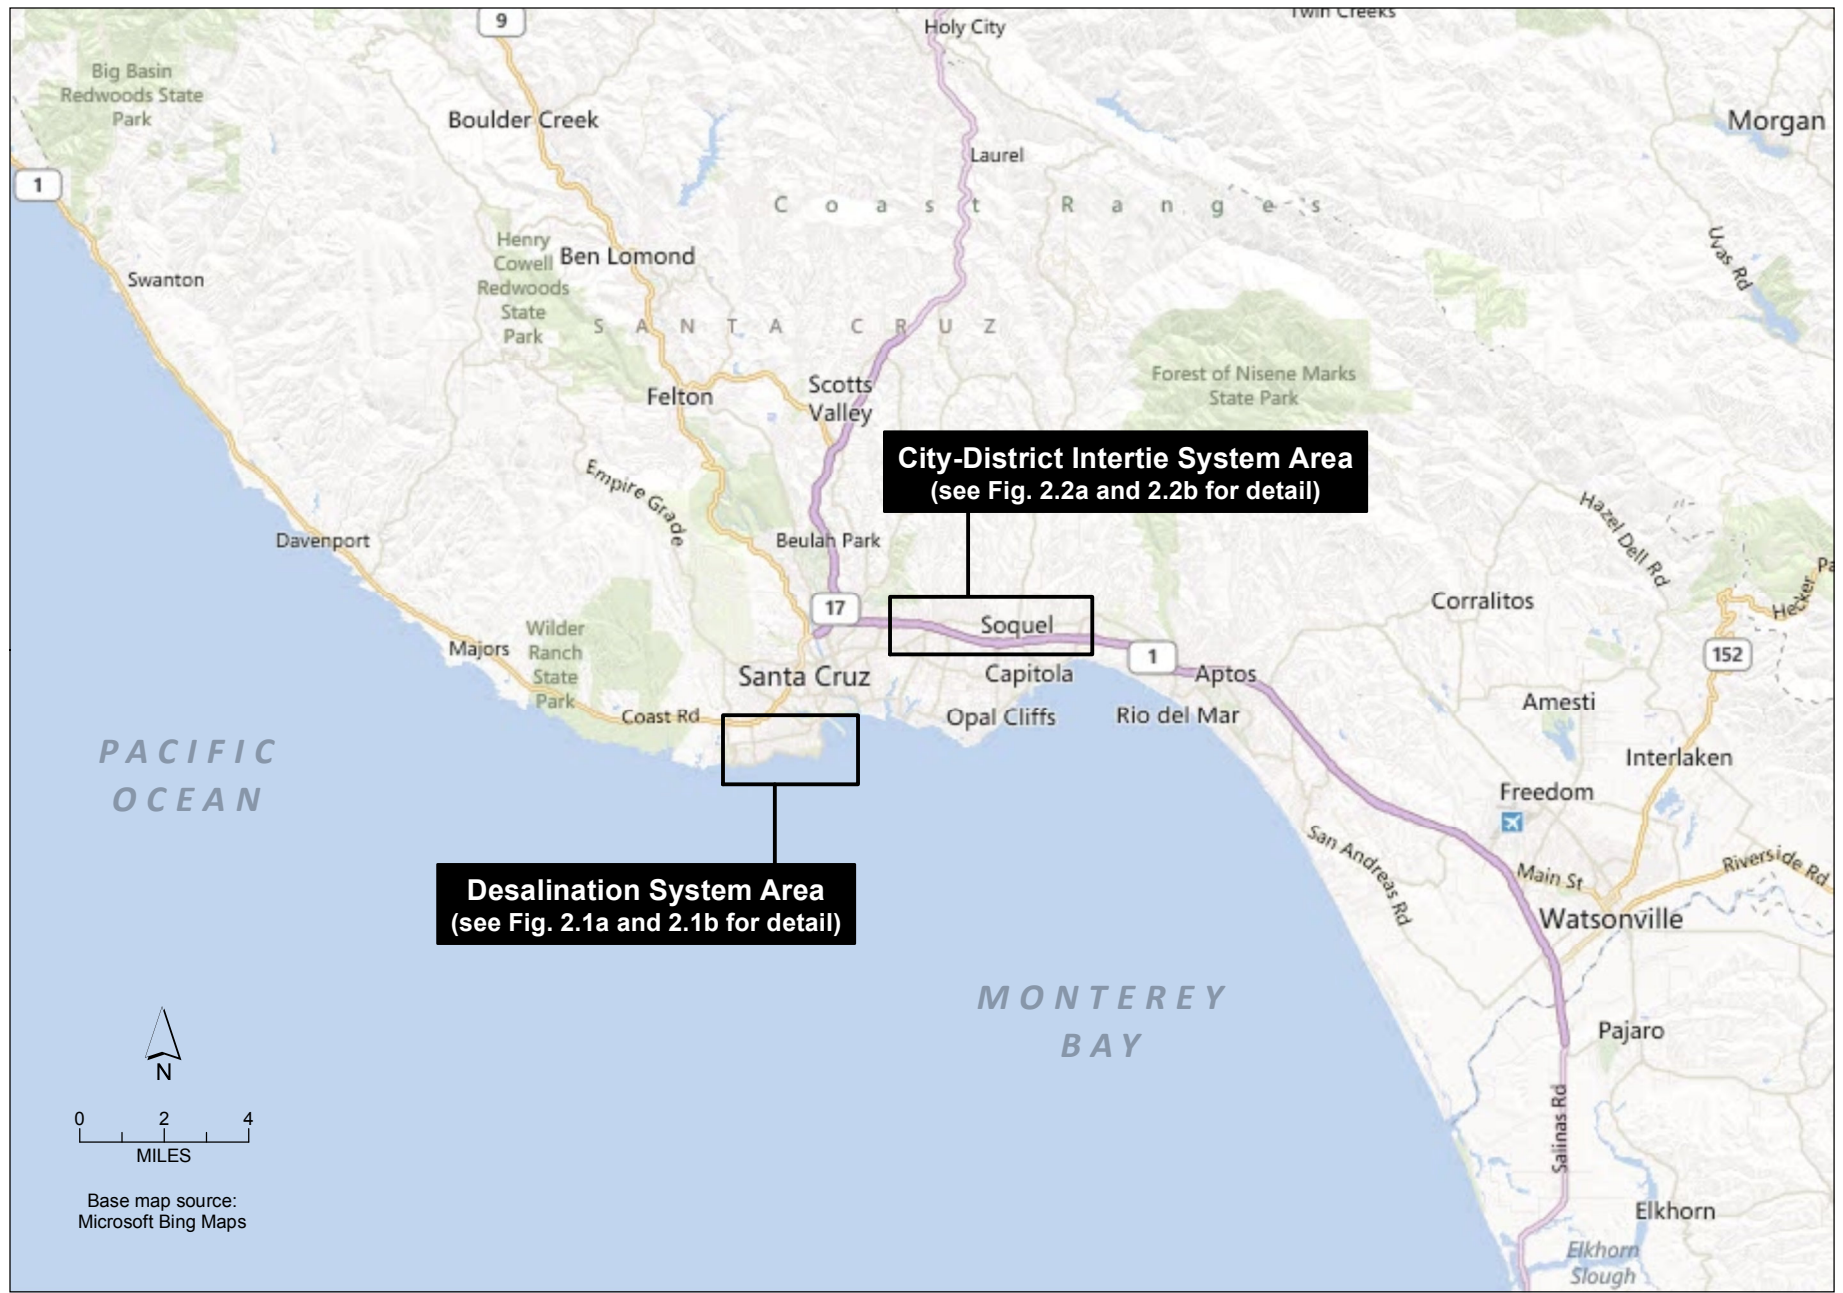 9
Holy City
Twin Creeks
Big Basin
Redwoods State
Park
Boulder Creek
Morgan
Laurel
1
Coast Ranges
Henry
Cowell
Redwoods
State
Park
Ben Lomond
Uvas Rd
Swanton
SANTA CRUZ
Felton
Scotts
Valley
Forest of Nisene Marks
State Park
City-District Intertie System Area
(see Fig. 2.2a and 2.2b for detail)
Empire Grade
Hazel Dell Rd
Davenport
Beulah Park
Pa
Hecker
17
Soquel
Corralitos
Wilder
Ranch
State
Park
Majors
1
152
Santa Cruz
Capitola
Aptos
Amesti
Coast Rd
Opal Cliffs
Rio del Mar
PACIFIC
OCEAN
Interlaken
Freedom
San Andreas Rd
Main St
Riverside Rd
Desalination System Area
(see Fig. 2.1a and 2.1b for detail)
Watsonville
MONTEREY
BAY
Pajaro
N
0 2 4
MILES
Salinas Rd
Base map source:
Microsoft Bing Maps
Elkhorn
Elkhorn
Slough